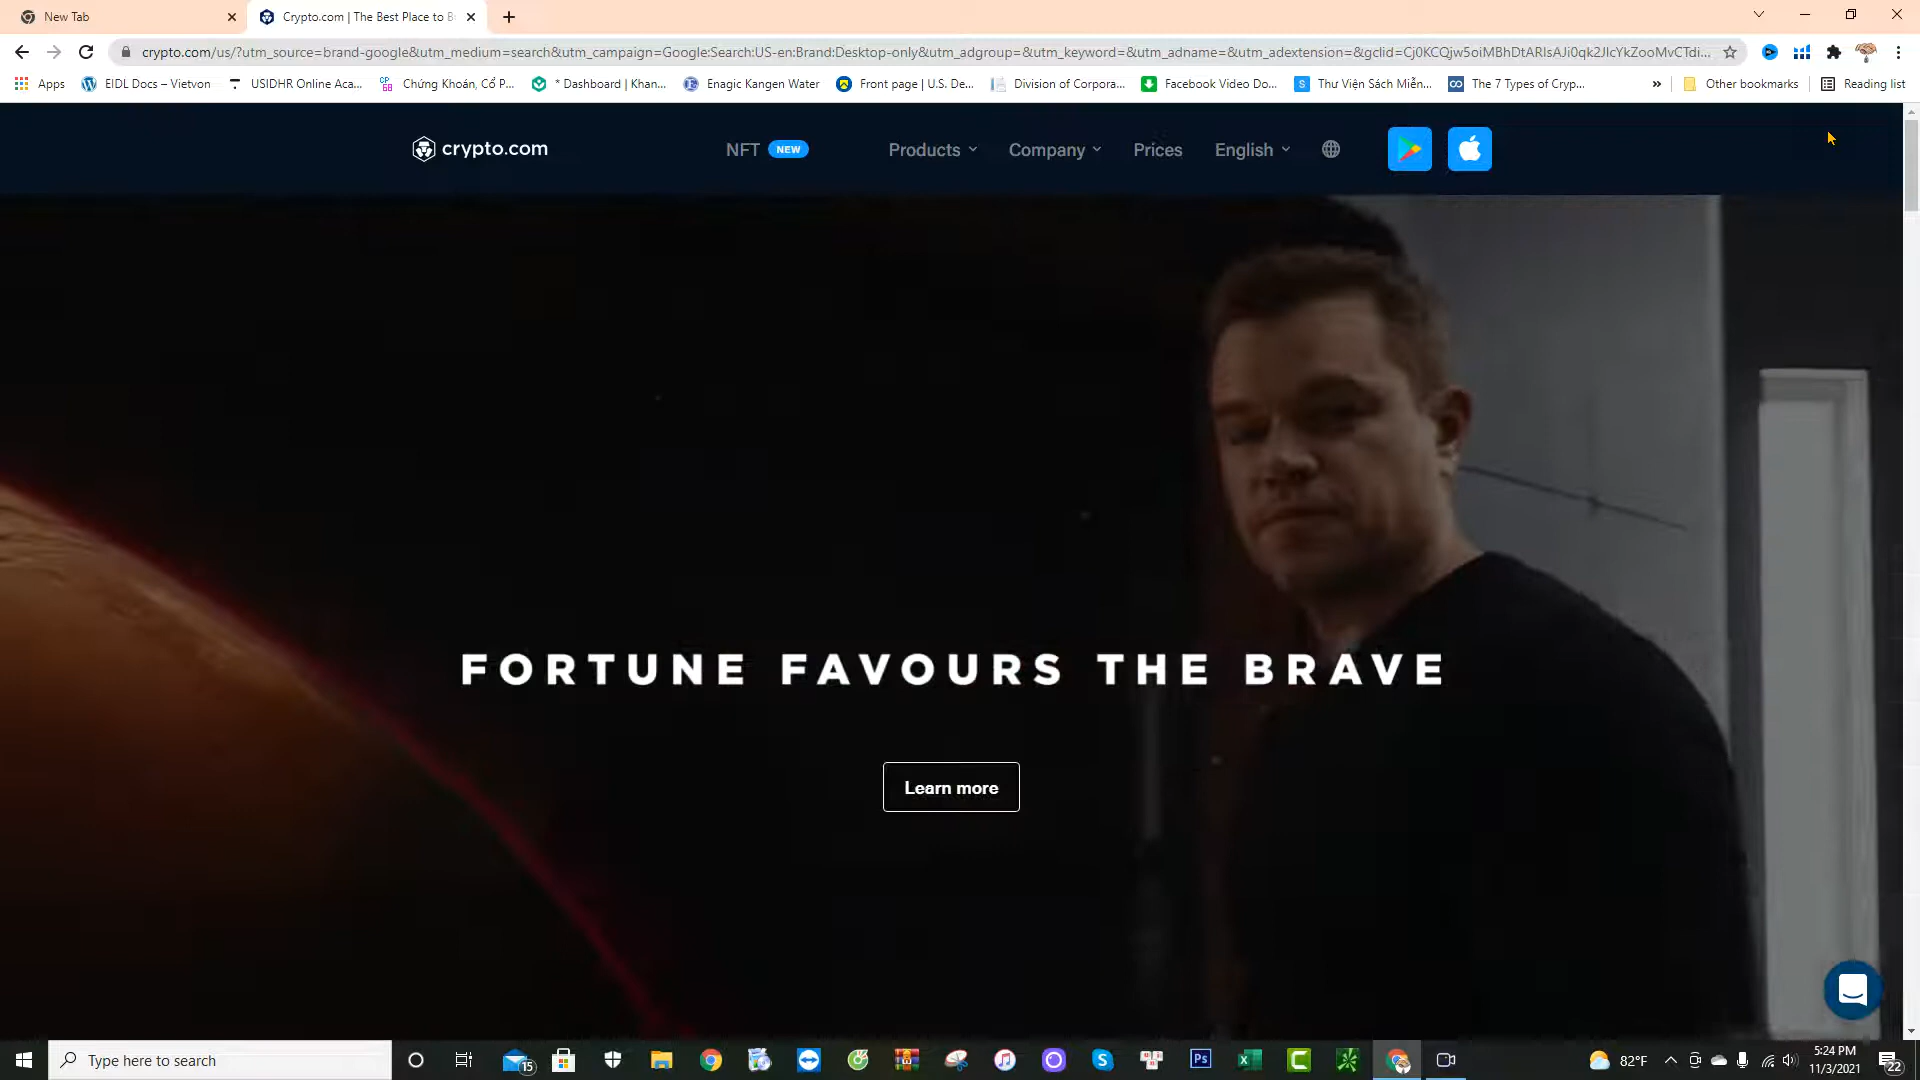 New Tab
Crypto.com | The Best Place to B
crypto.com/us/?utm_source=brand-google&utm_medium=search&utm_campaign=Google:Search:US-en:Brand:Desktop-only&utm_adgroup=&utm_keyword=&utm_adname=&utm_adextension=&gclid=
Apps
EIDL Docs – Vietvon
USIDHR Online Aca...
Chứng Khoán, Cổ P...
* Dashboard | Khan...
Enagic Kangen Water
Front page | U.S. De...
Division of Corpora...
Facebook Video Do...
Thư Viện Sách Miễn...
The 7 Types of Cryp...
»
Other bookmarks
Reading list
crypto.com
NFT NEW
Products
Company
Prices
English
FORTUNE FAVOURS THE BRAVE
Learn more
Type here to search
15
Ps
82°F
5:24 PM
11/3/2021
22